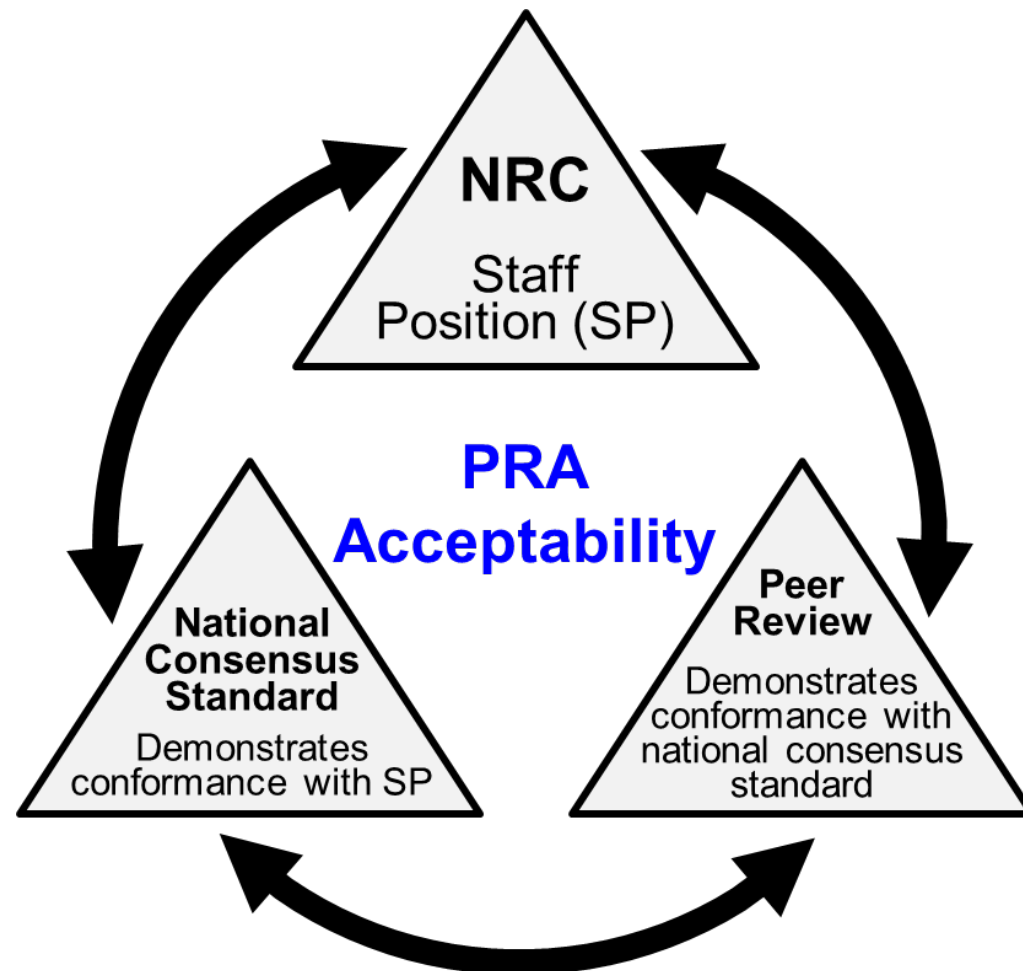 NRC
Staff
Position (SP)
PRA
Acceptability
National
Consensus
Standard
Demonstrates
conformance with SP
Peer
Review
Demonstrates
conformance with
national consensus
standard